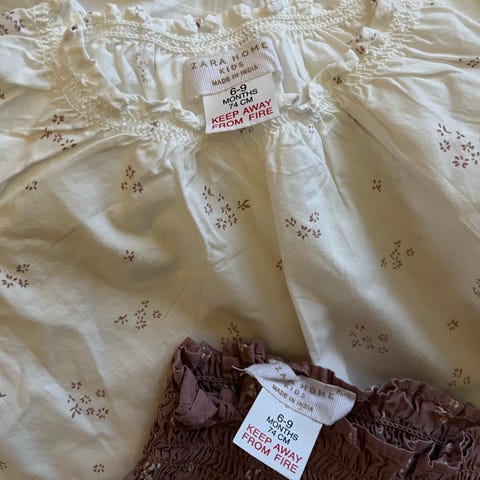 ZARA HOME
KIDS
MADE IN INDIA
6-9
MONTHS
74 CM
KEEP AWAY
FROM FIRE
ZARA HOME
KIDS
MADE IN INDIA
6-9
MONTHS
74 CM
KEEP AWAY
FROM FIRE